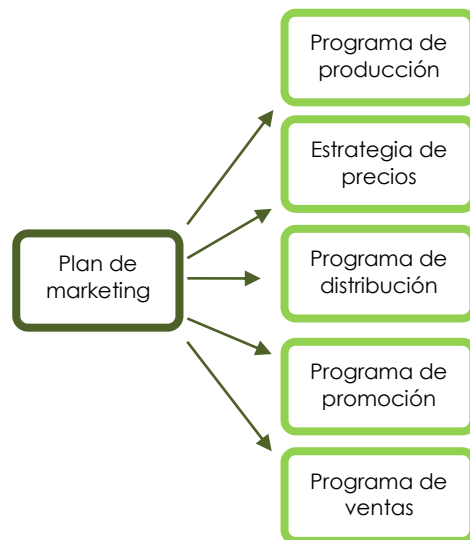 Programa de
producción
Estrategia de
precios
Plan de
marketing
Programa de
distribución
Programa de
promoción
Programa de
ventas